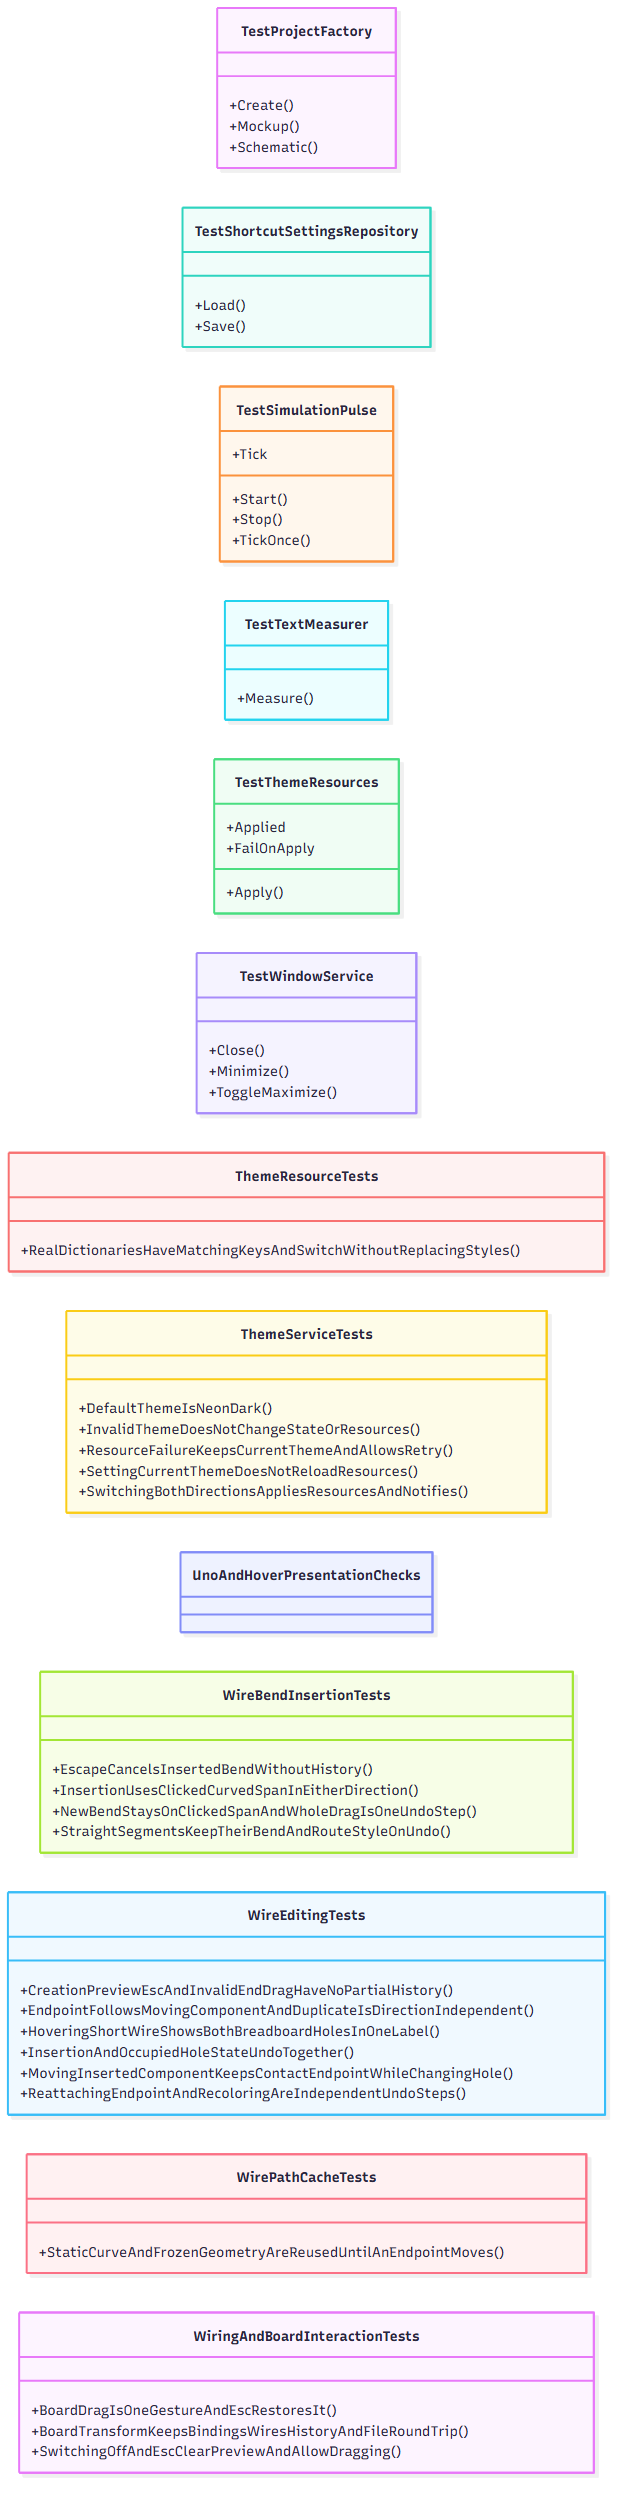 TestProjectFactory
+Create()
+Mockup()
+Schematic()
TestShortcutSettingsRepository
+Load()
+Save()
TestSimulationPulse
+Tick
+Start()
+Stop()
+TickOnce()
TestTextMeasurer
+Measure()
TestThemeResources
+Applied
+FailOnApply
+Apply()
TestWindowService
+Close()
+Minimize()
+ToggleMaximize()
ThemeResourceTests
+RealDictionariesHaveMatchingKeysAndSwitchWithoutReplacingStyles()
ThemeServiceTests
+DefaultThemeIsNeonDark()
+InvalidThemeDoesNotChangeStateOrResources()
+ResourceFailureKeepsCurrentThemeAndAllowsRetry()
+SettingCurrentThemeDoesNotReloadResources()
+SwitchingBothDirectionsAppliesResourcesAndNotifies()
UnoAndHoverPresentationChecks
WireBendInsertionTests
+EscapeCancelsInsertedBendWithoutHistory()
+InsertionUsesClickedCurvedSpanInEitherDirection()
+NewBendStaysOnClickedSpanAndWholeDragIsOneUndoStep()
+StraightSegmentsKeepTheirBendAndRouteStyleOnUndo()
WireEditingTests
+CreationPreviewEscAndInvalidEndDragHaveNoPartialHistory()
+EndpointFollowsMovingComponentAndDuplicateIsDirectionIndependent()
+HoveringShortWireShowsBothBreadboardHolesInOneLabel()
+InsertionAndOccupiedHoleStateUndoTogether()
+MovingInsertedComponentKeepsContactEndpointWhileChangingHole()
+ReattachingEndpointAndRecoloringAreIndependentUndoSteps()
WirePathCacheTests
+StaticCurveAndFrozenGeometryAreReusedUntilAnEndpointMoves()
WiringAndBoardInteractionTests
+BoardDragIsOneGestureAndEscRestoresIt()
+BoardTransformKeepsBindingsWiresHistoryAndFileRoundTrip()
+SwitchingOffAndEscClearPreviewAndAllowDragging()